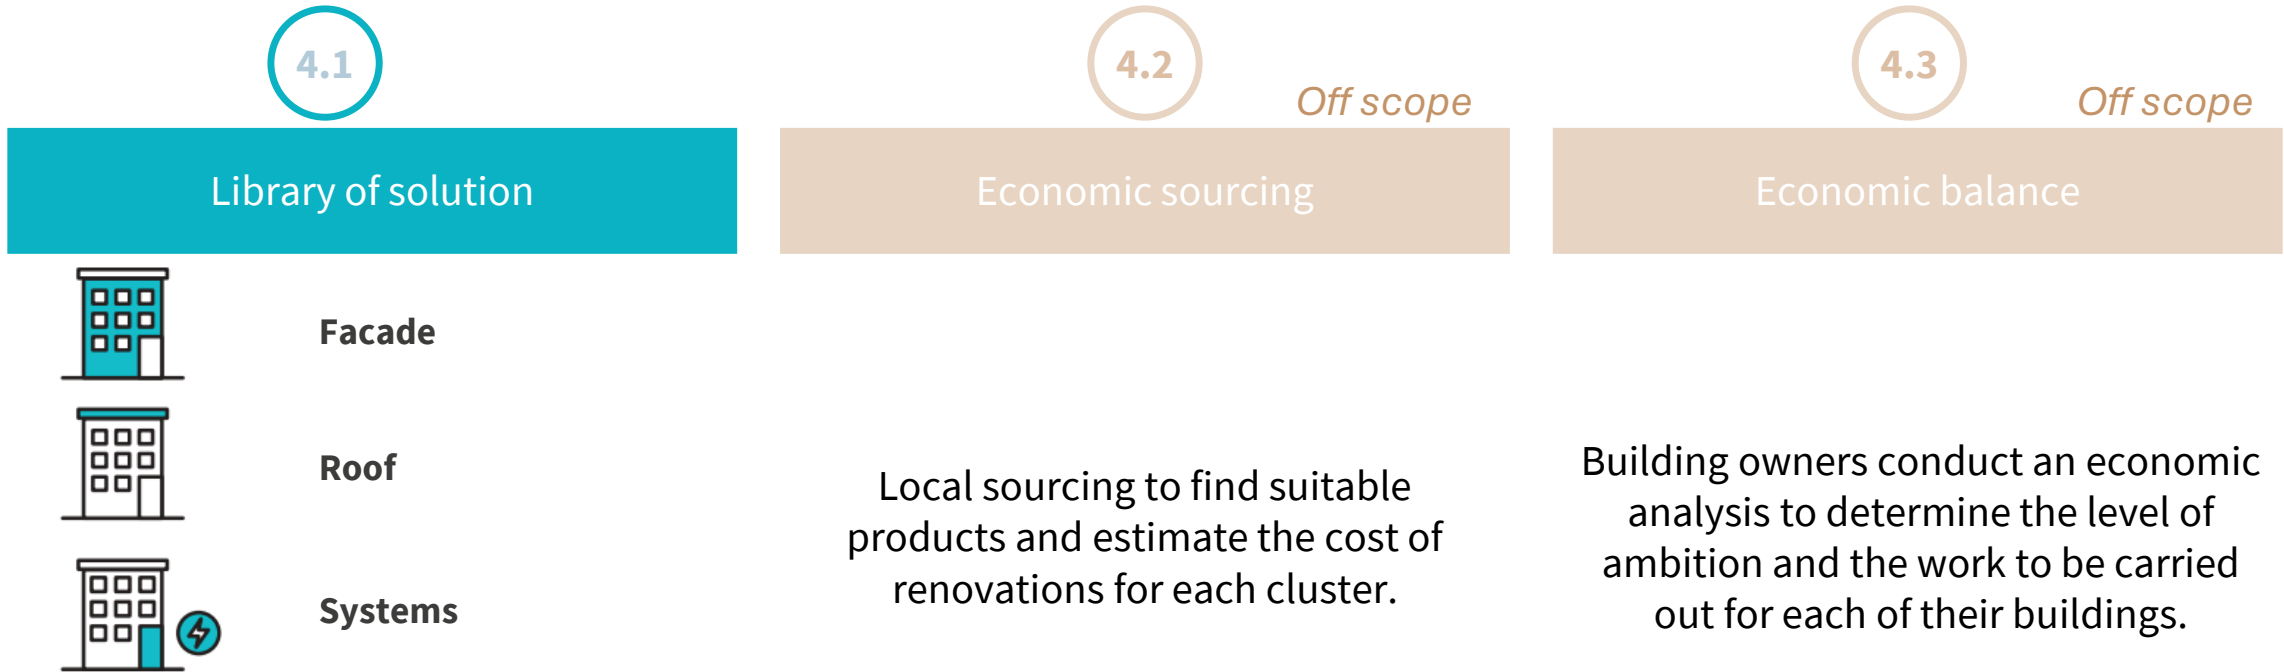 4.1
Library of solution
Facade
Roof
Systems
4.2
Off scope
Economic sourcing
Local sourcing to find suitable
products and estimate the cost of
renovations for each cluster.
4.3
Off scope
Economic balance
Building owners conduct an economic
analysis to determine the level of
ambition and the work to be carried
out for each of their buildings.